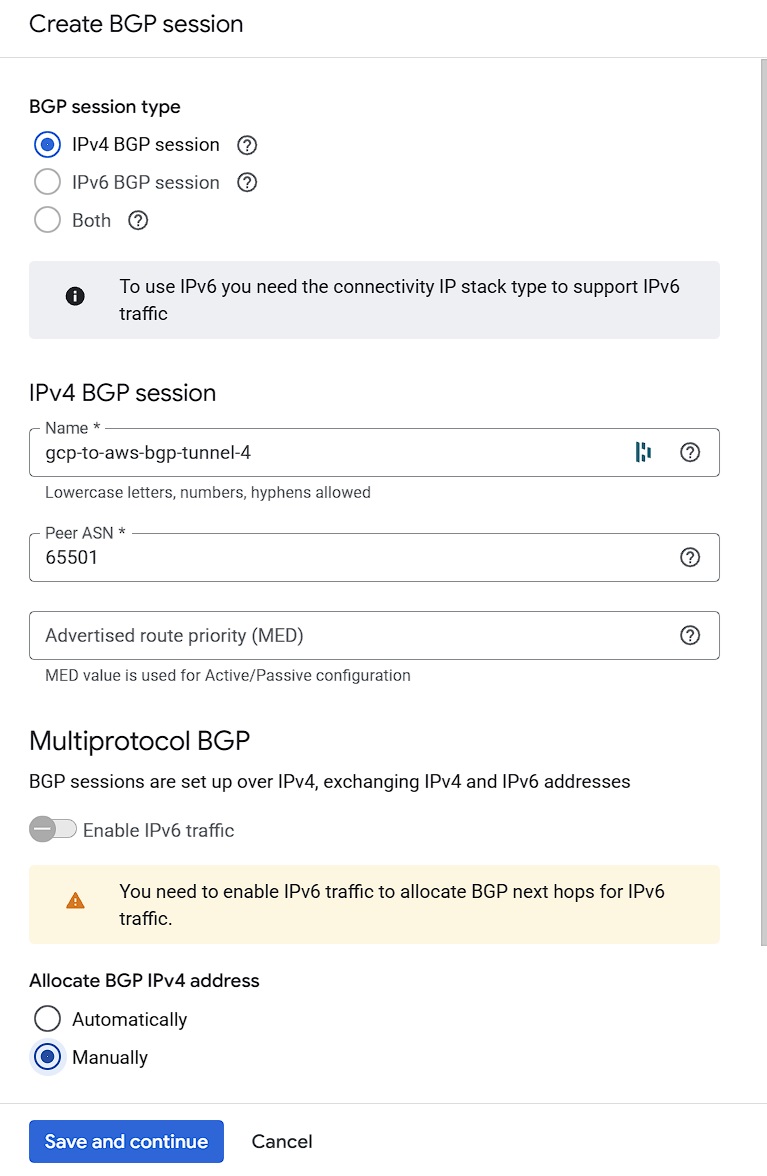 Create BGP session
BGP session type
IPv4 BGP session
IPv6 BGP session
Both
To use IPv6 you need the connectivity IP stack type to support IPv6
traffic
IPv4 BGP session
Name *
gcp-to-aws-bgp-tunnel-4
Lowercase letters, numbers, hyphens allowed
Peer ASN *
65501
Advertised route priority (MED)
MED value is used for Active/Passive configuration
Multiprotocol BGP
BGP sessions are set up over IPv4, exchanging IPv4 and IPv6 addresses
Enable IPv6 traffic
You need to enable IPv6 traffic to allocate BGP next hops for IPv6
traffic.
Allocate BGP IPv4 address
Automatically
Manually
Save and continue Cancel